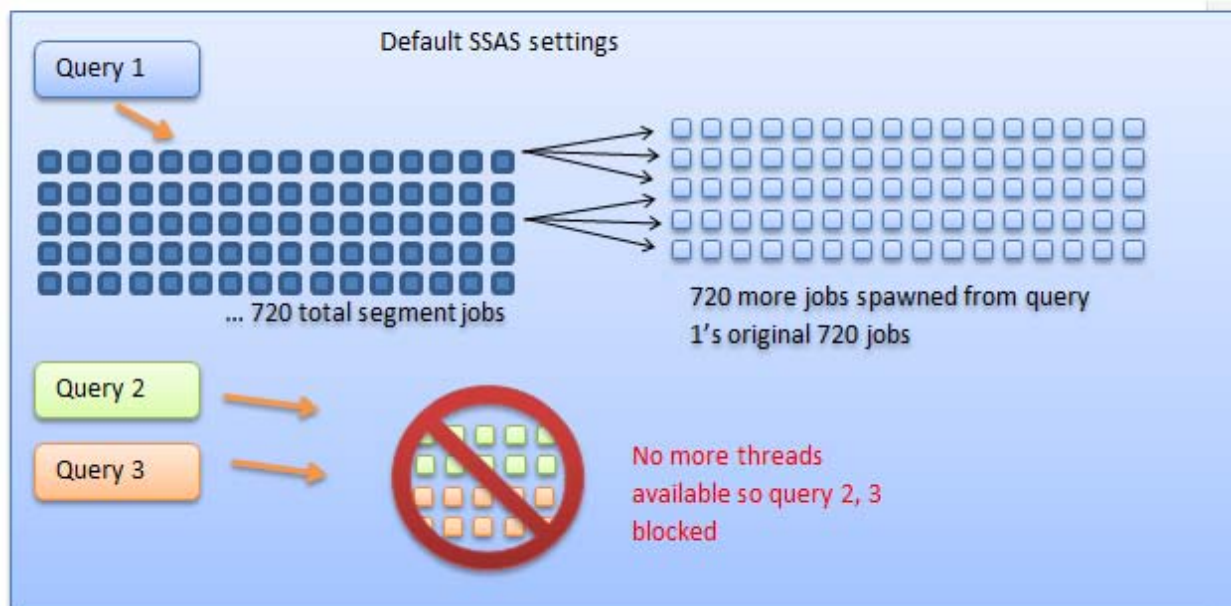 Default SSAS settings
Query 1
... 720 total segment jobs
720 more jobs spawned from query
1's original 720 jobs
Query 2
Query 3
No more threads
available so query 2, 3
blocked